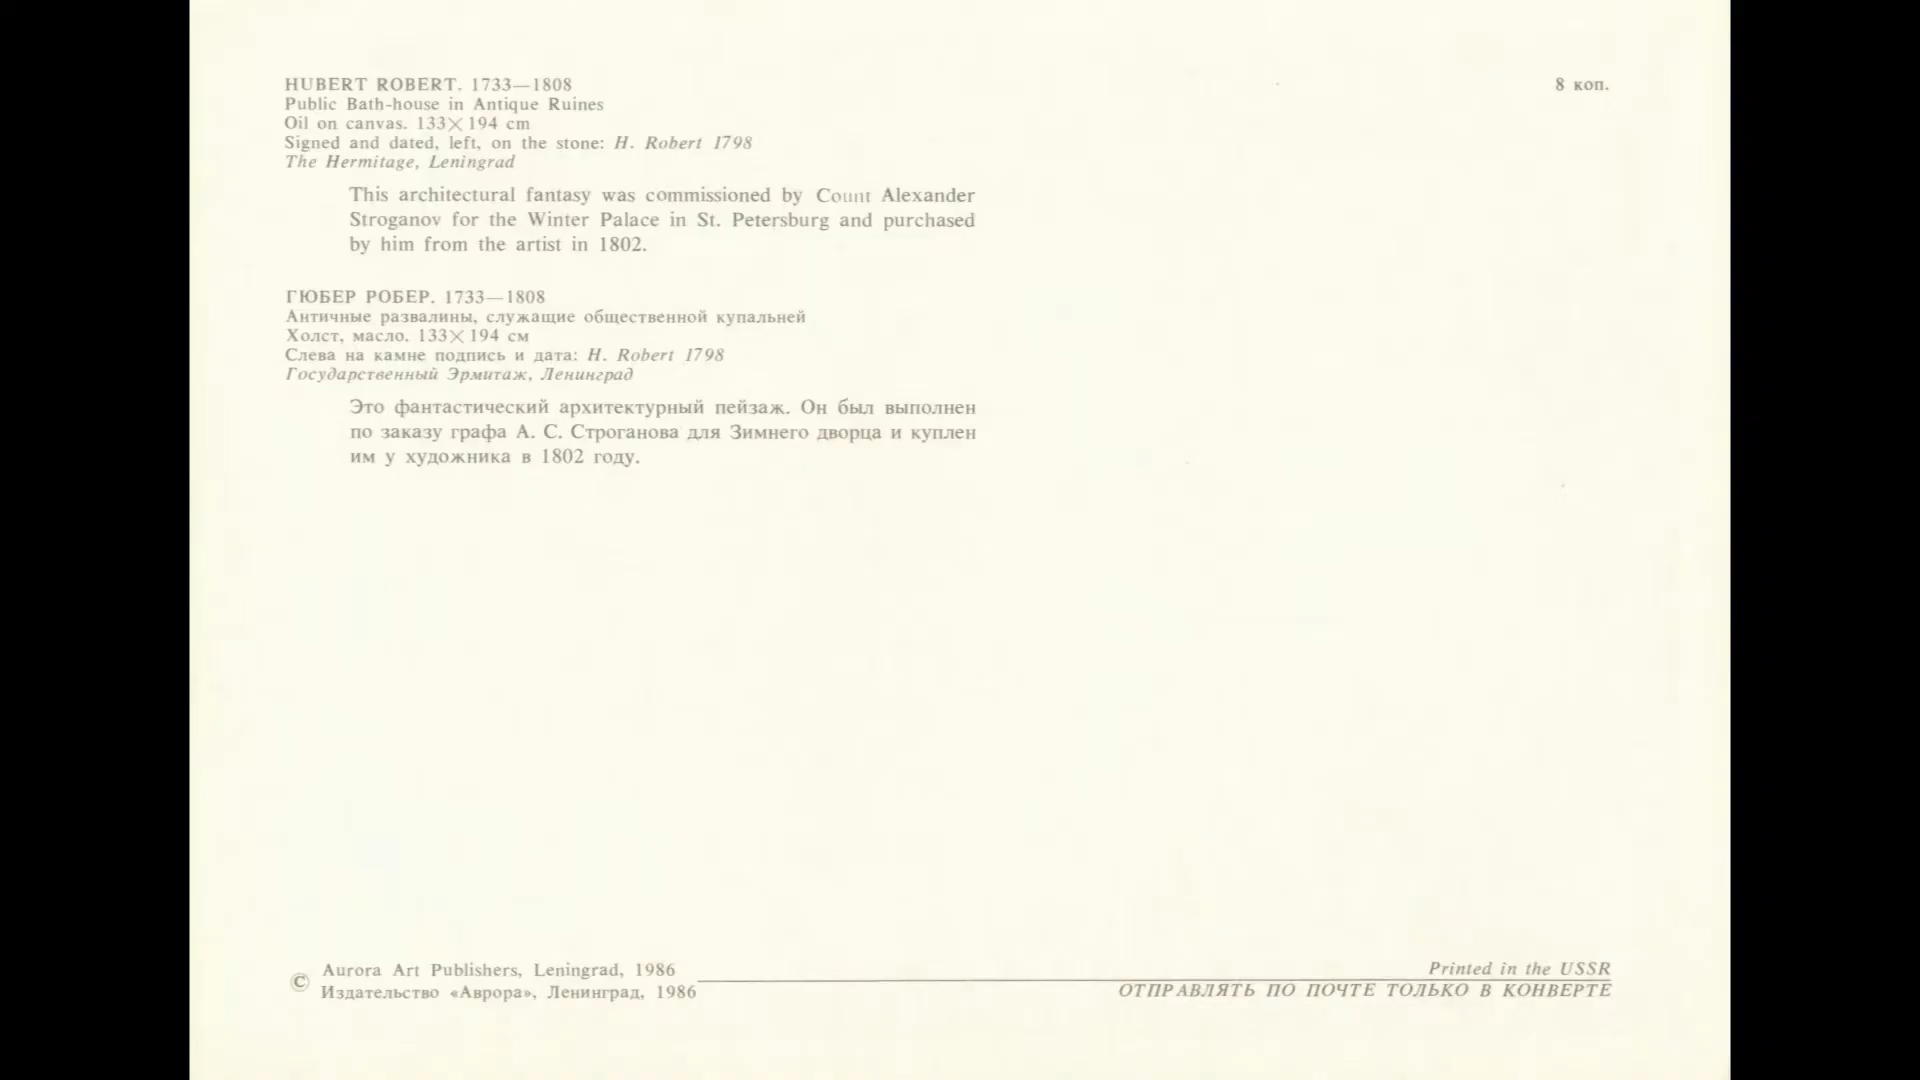 HUBERT ROBERT. 1733—1808
8 коп.
Public Bath-house in Antique Ruines
Oil on canvas. 133×194 cm
Signed and dated, left, on the stone: H. Robert 1798
The Hermitage, Leningrad
This architectural fantasy was commissioned by Count Alexander
Stroganov for the Winter Palace in St. Petersburg and purchased
by him from the artist in 1802.
ГЮБЕР РОБЕР. 1733—1808
Античные развалины, служащие общественной купальней
Холст, масло. 133×194 см
Слева на камне подпись и дата: H. Robert 1798
Государственный Эрмитаж, Ленинград
Это фантастический архитектурный пейзаж. Он был выполнен
по заказу графа А. С. Строганова для Зимнего дворца и куплен
им у художника в 1802 году.
© Aurora Art Publishers, Leningrad, 1986
Издательство «Аврора», Ленинград, 1986
Printed in the USSR
ОТПРАВЛЯТЬ ПО ПОЧТЕ ТОЛЬКО В КОНВЕРТЕ